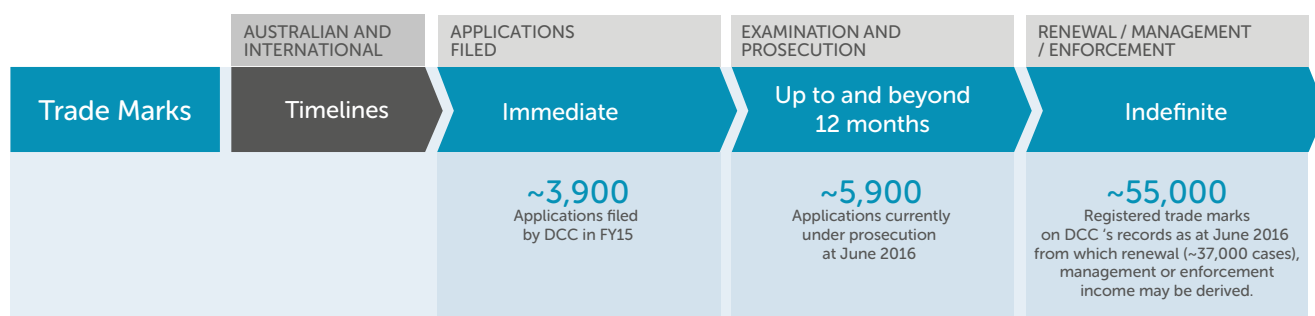 AUSTRALIAN AND
INTERNATIONAL
APPLICATIONS
FILED
EXAMINATION AND
PROSECUTION
RENEWAL / MANAGEMENT
/ ENFORCEMENT
Trade Marks
Timelines
Immediate
Up to and beyond
12 months
Indefinite
~3,900
Applications filed
by DCC in FY15
~5,900
Applications currently
under prosecution
at June 2016
~55,000
Registered trade marks
on DCC 's records as at June 2016
from which renewal (~37,000 cases),
management or enforcement
income may be derived.